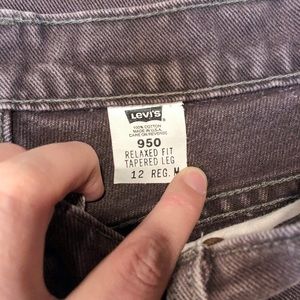 Levi's
100% COTTON
MADE IN U.S.A.
CARE ON REVERSE
950
RELAXED FIT
TAPERED LEG
12 REG. M